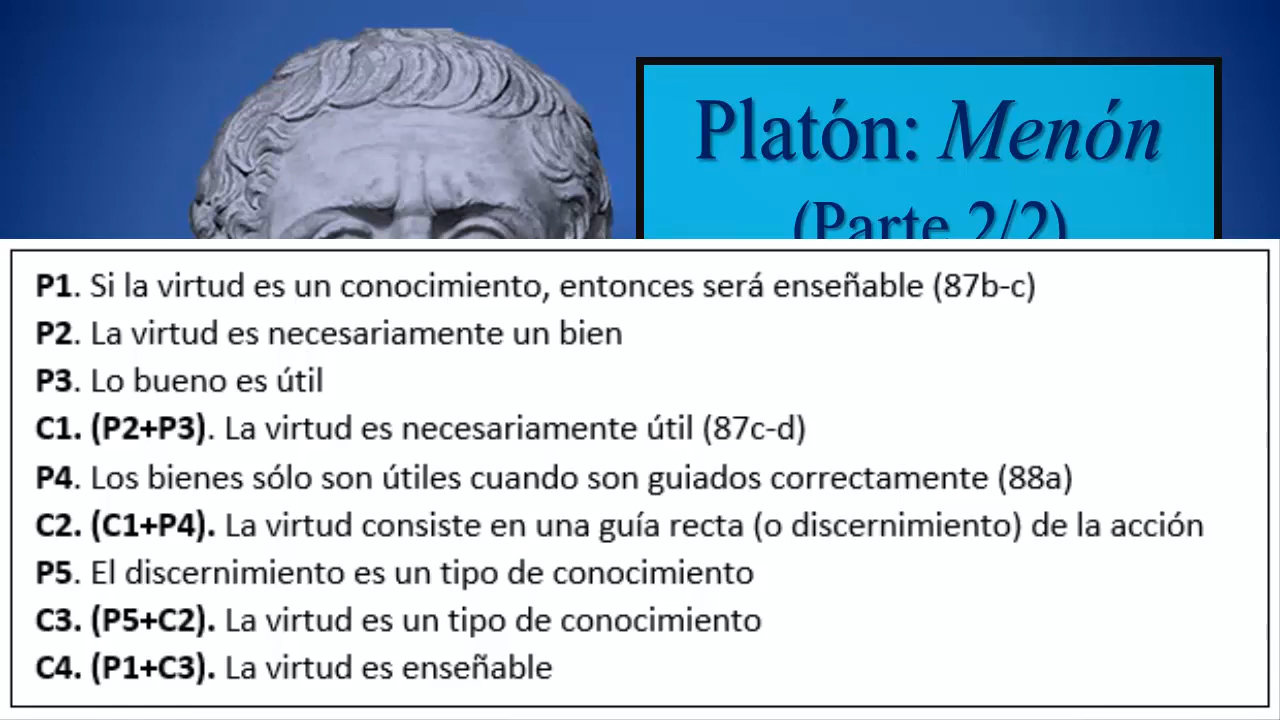 Platón: Menón
(Parte 2/2)
P1. Si la virtud es un conocimiento, entonces será enseñable (87b-c)
P2. La virtud es necesariamente un bien
P3. Lo bueno es útil
C1. (P2+P3). La virtud es necesariamente útil (87c-d)
P4. Los bienes sólo son útiles cuando son guiados correctamente (88a)
C2. (C1+P4). La virtud consiste en una guía recta (o discernimiento) de la acción
P5. El discernimiento es un tipo de conocimiento
C3. (P5+C2). La virtud es un tipo de conocimiento
C4. (P1+C3). La virtud es enseñable